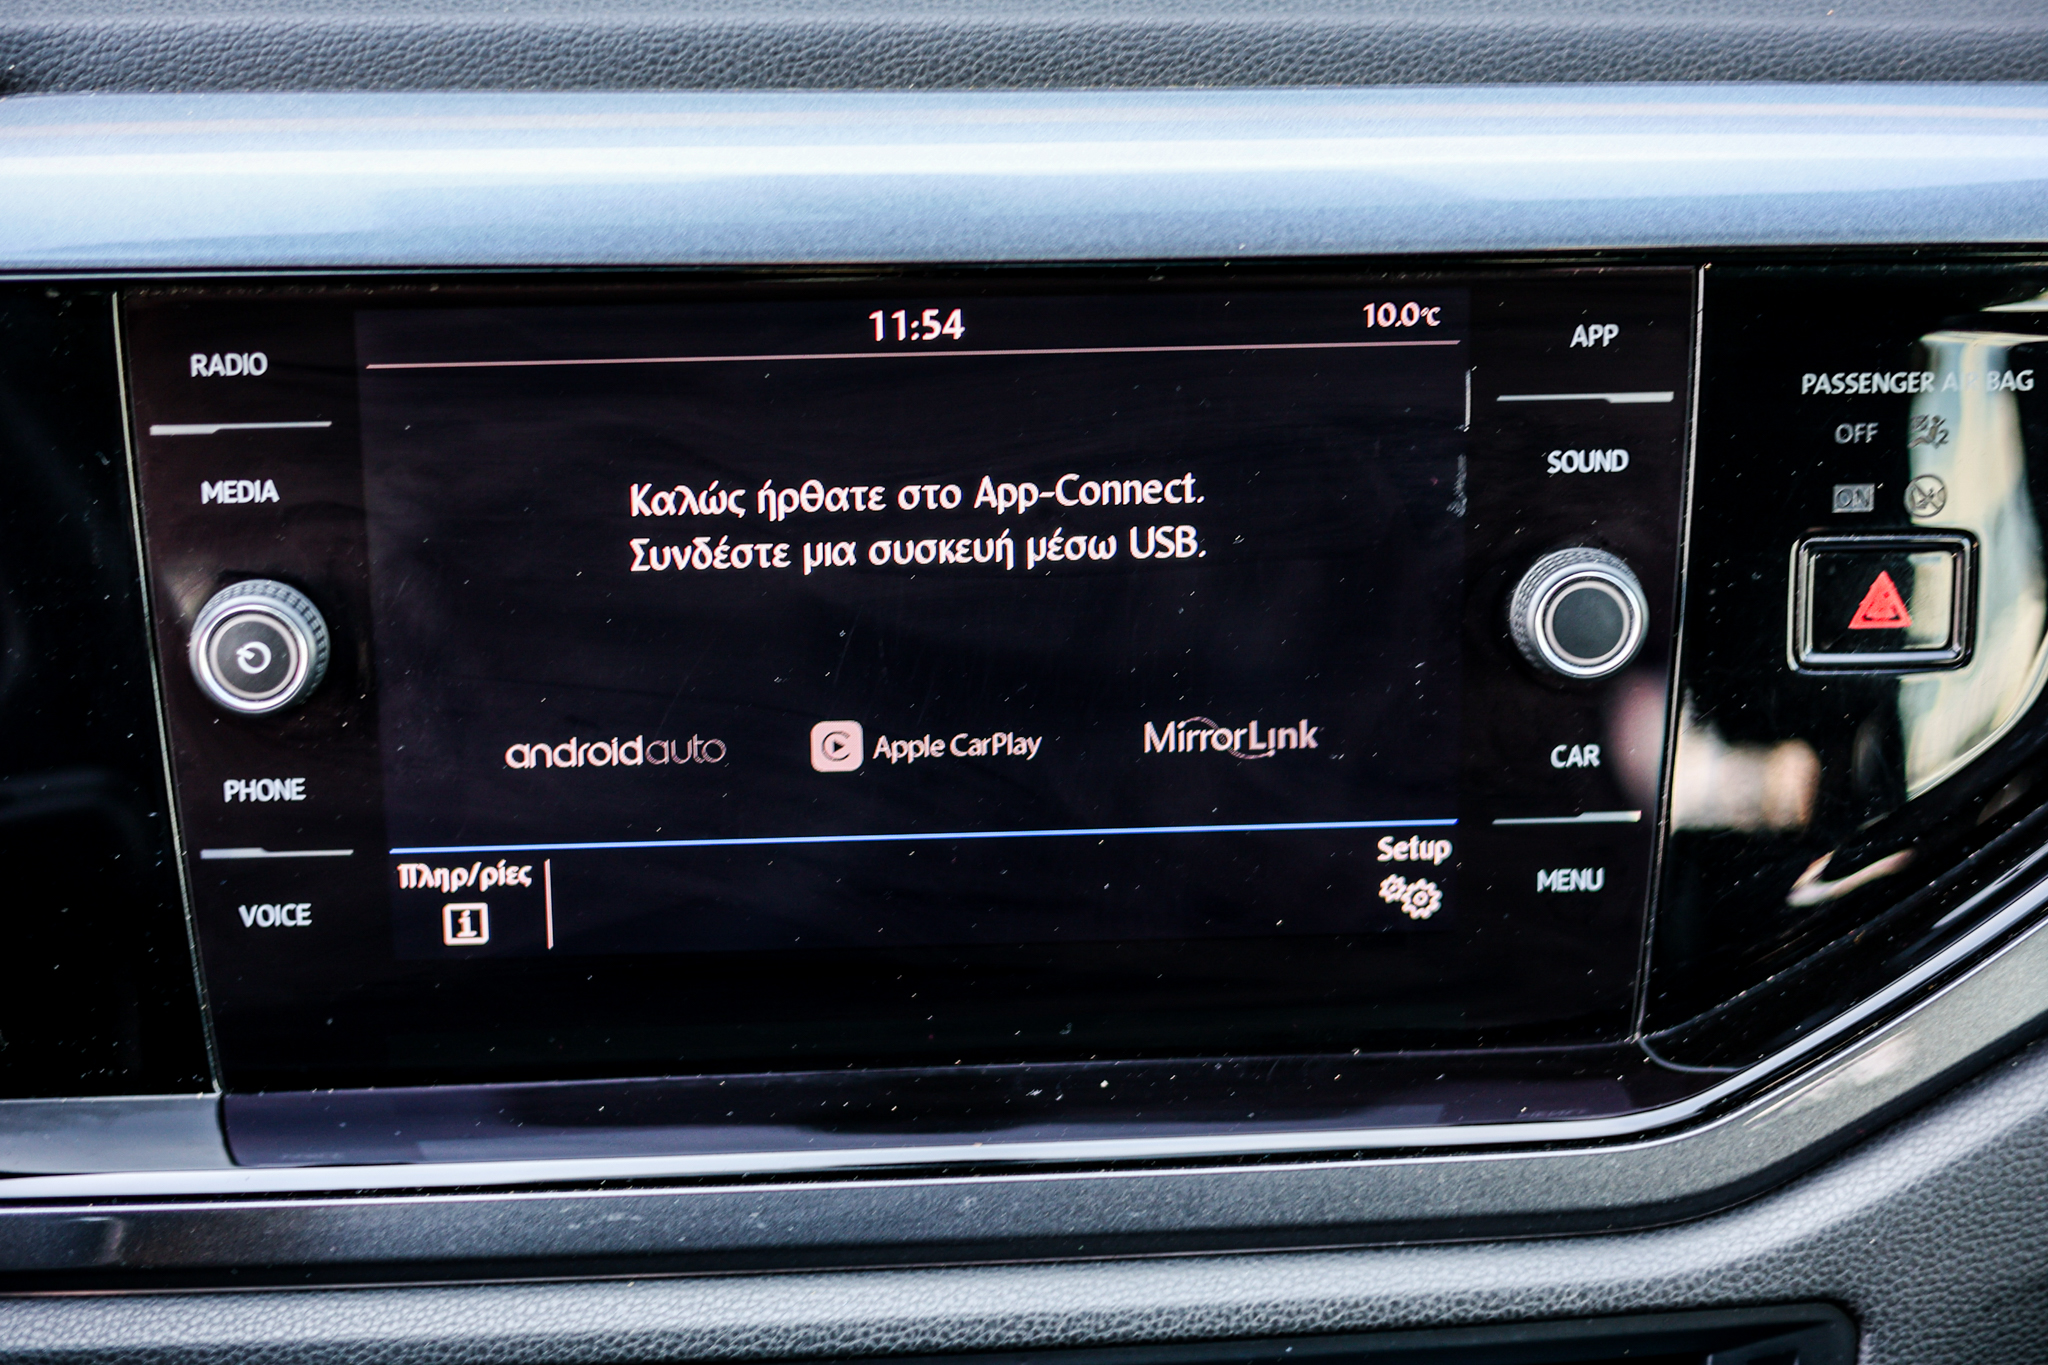 11:54
10.0°C
RADIO
MEDIA
PHONE
VOICE
Καλώς ήρθατε στο App-Connect.
Συνδέστε μια συσκευή μέσω USB.
androidauto
Apple CarPlay
MirrorLink
Πληρ/ρίες
i
Setup
APP
SOUND
CAR
MENU
PASSENGER AIRBAG
OFF
ON